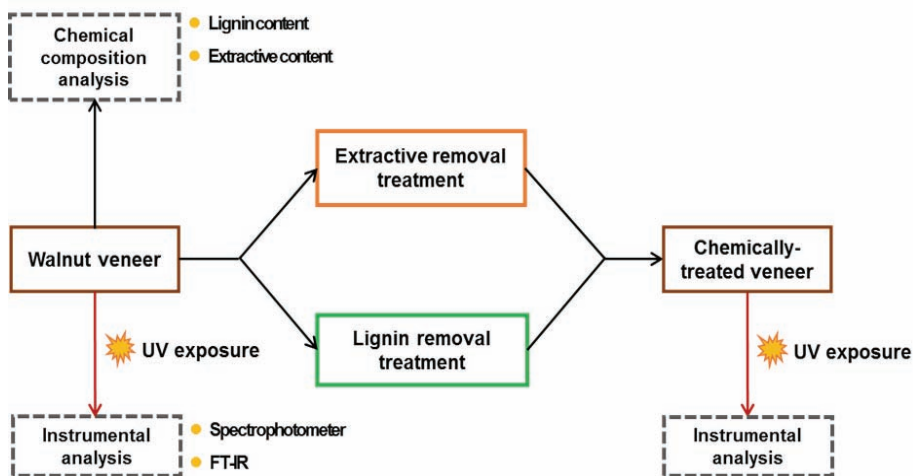 Chemical
composition
analysis
Lignin content
Extractive content
Extractive removal
treatment
Walnut veneer
Chemically-
treated veneer
Lignin removal
treatment
UV exposure
UV exposure
Instrumental
analysis
Spectrophotometer
FT-IR
Instrumental
analysis